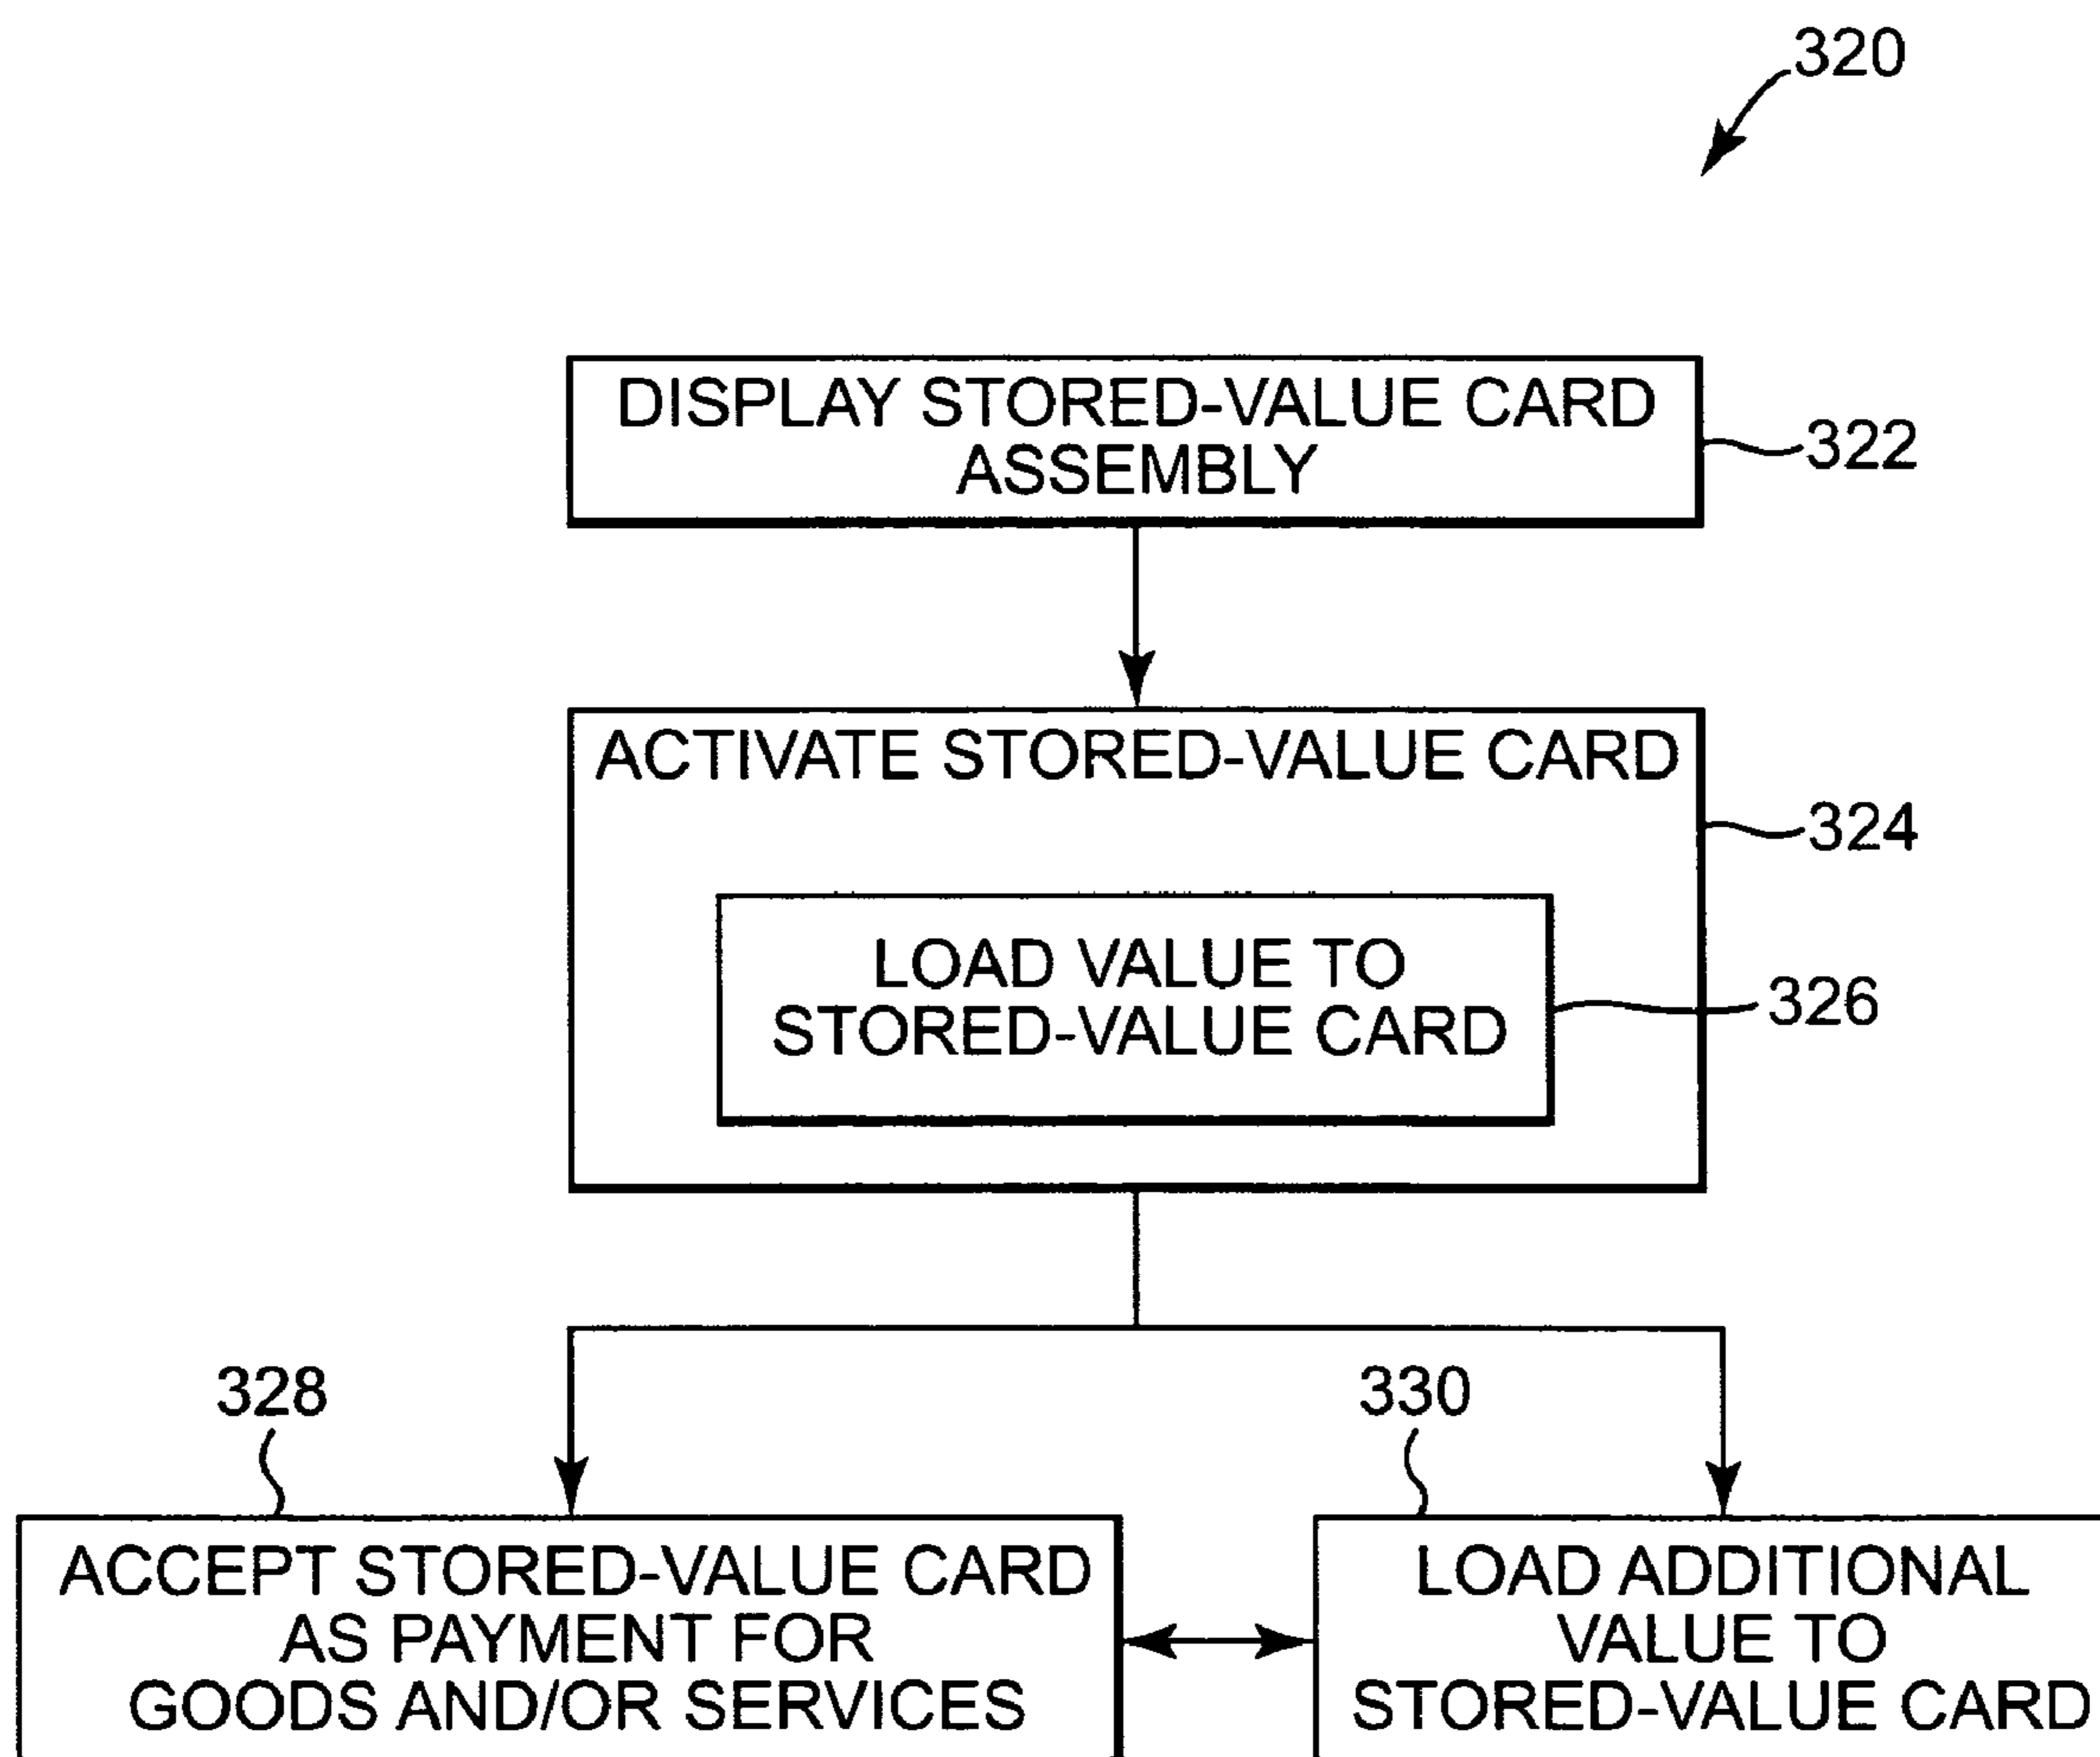 320
DISPLAY STORED-VALUE CARD
ASSEMBLY
322
ACTIVATE STORED-VALUE CARD
324
LOAD VALUE TO
STORED-VALUE CARD
326
328
330
ACCEPT STORED-VALUE CARD
AS PAYMENT FOR
GOODS AND/OR SERVICES
LOAD ADDITIONAL
VALUE TO
STORED-VALUE CARD